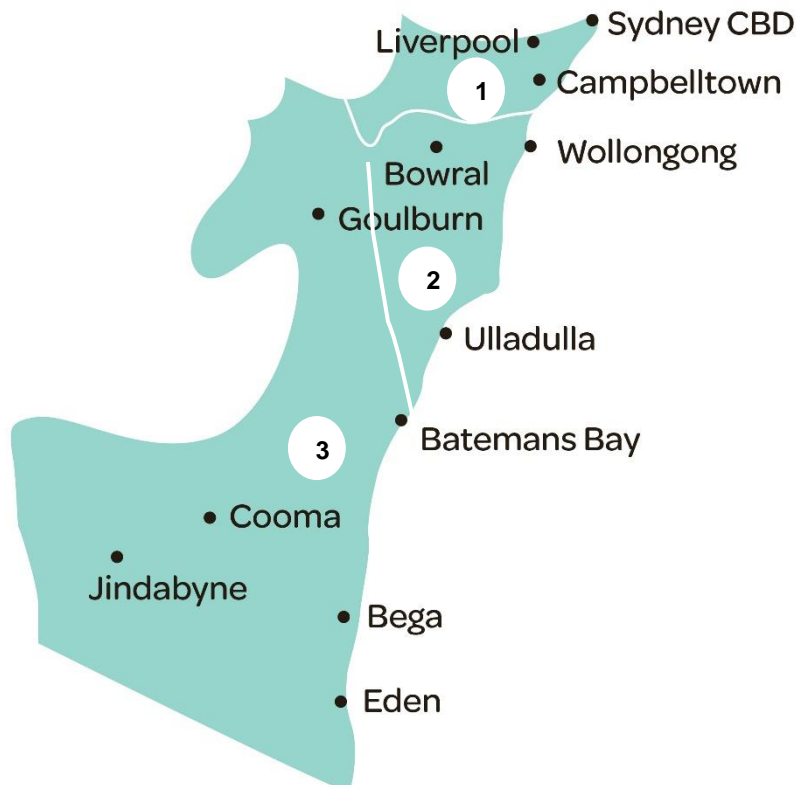 Sydney CBD
Liverpool
1
Campbelltown
Wollongong
Bowral
Goulburn
2
Ulladulla
Batemans Bay
3
Cooma
Jindabyne
Bega
Eden